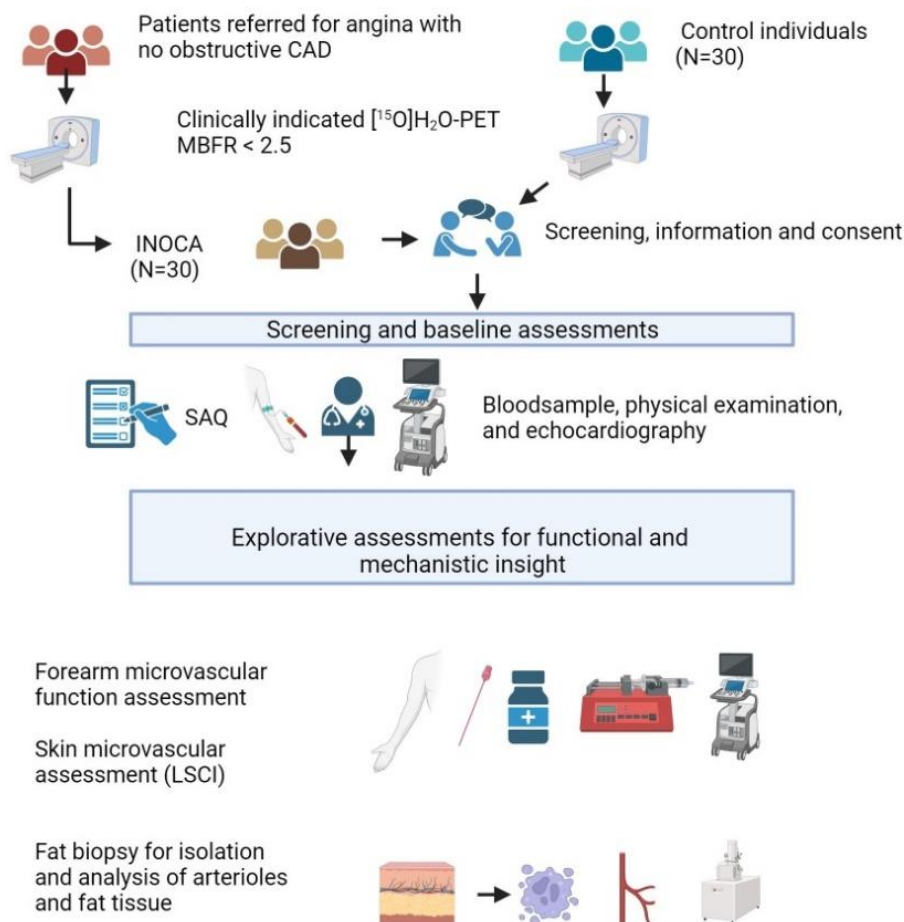 Patients referred for angina with
no obstructive CAD
Control individuals
(N=30)
Clinically indicated [¹⁵O]H₂O-PET
MBFR < 2.5
INOCA
(N=30)
Screening, information and consent
Screening and baseline assessments
SAQ
Bloodsample, physical examination,
and echocardiography
Explorative assessments for functional and
mechanistic insight
Forearm microvascular
function assessment
Skin microvascular
assessment (LSCI)
Fat biopsy for isolation
and analysis of arterioles
and fat tissue